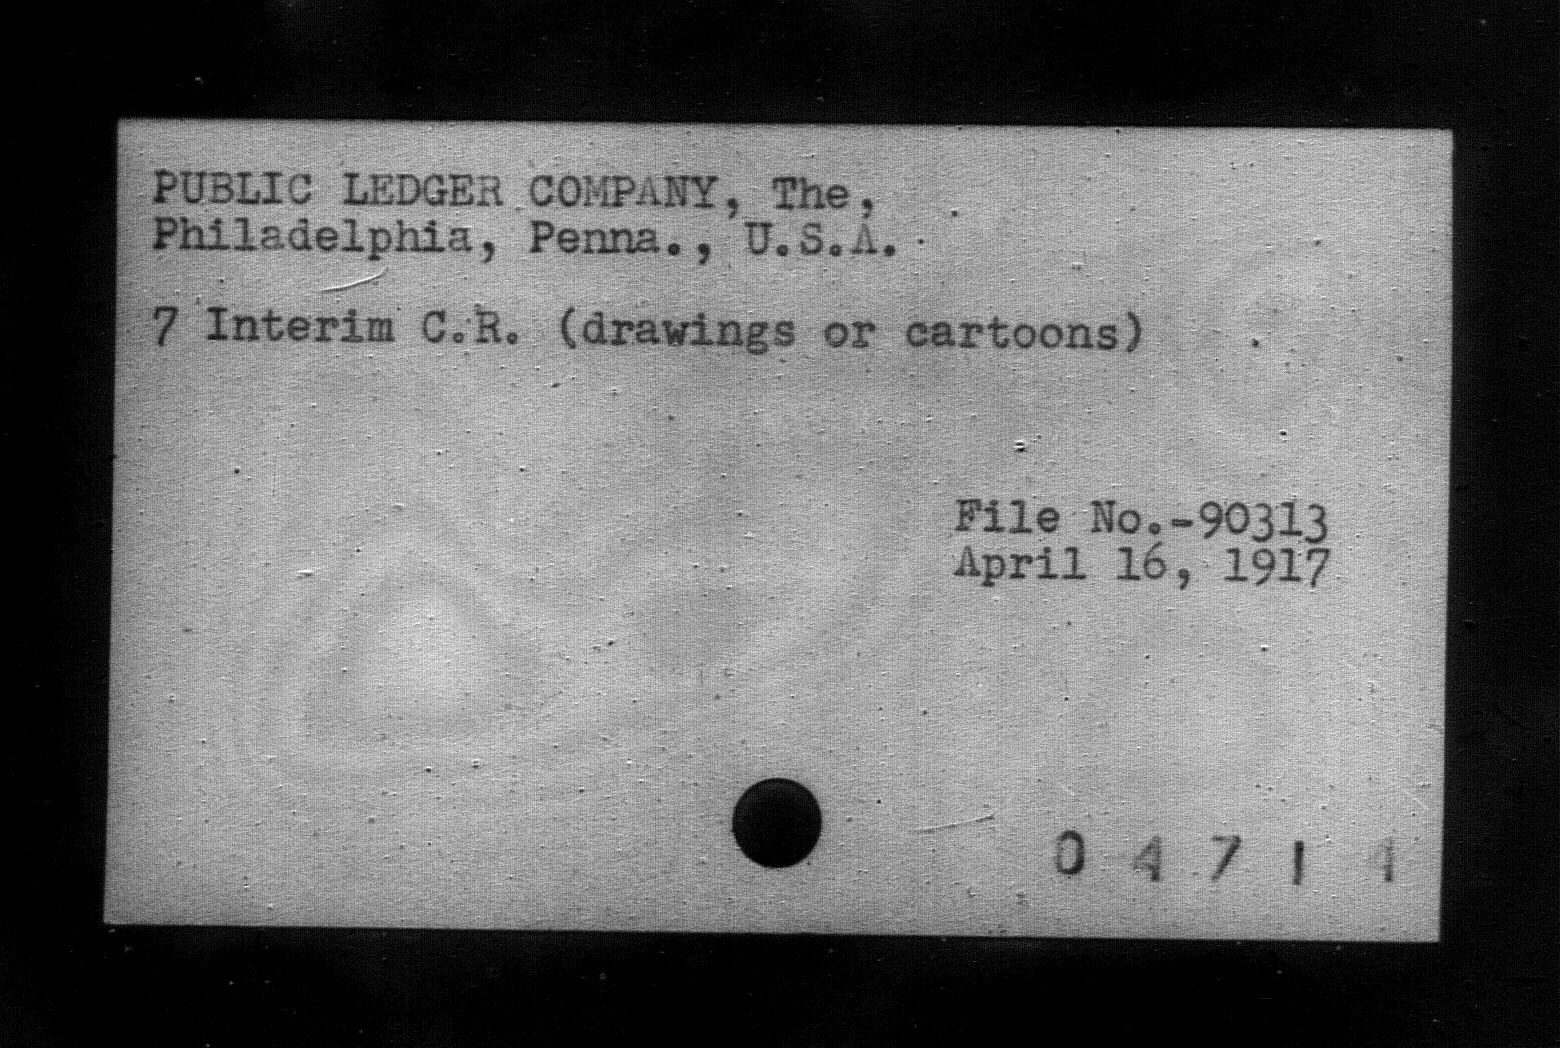 PUBLIC LEDGER COMPANY, The,
Philadelphia, Penna., U.S.A.
7 Interim C.R. (drawings or cartoons)
File No.-90313
April 16, 1917
0 4 7 1 1